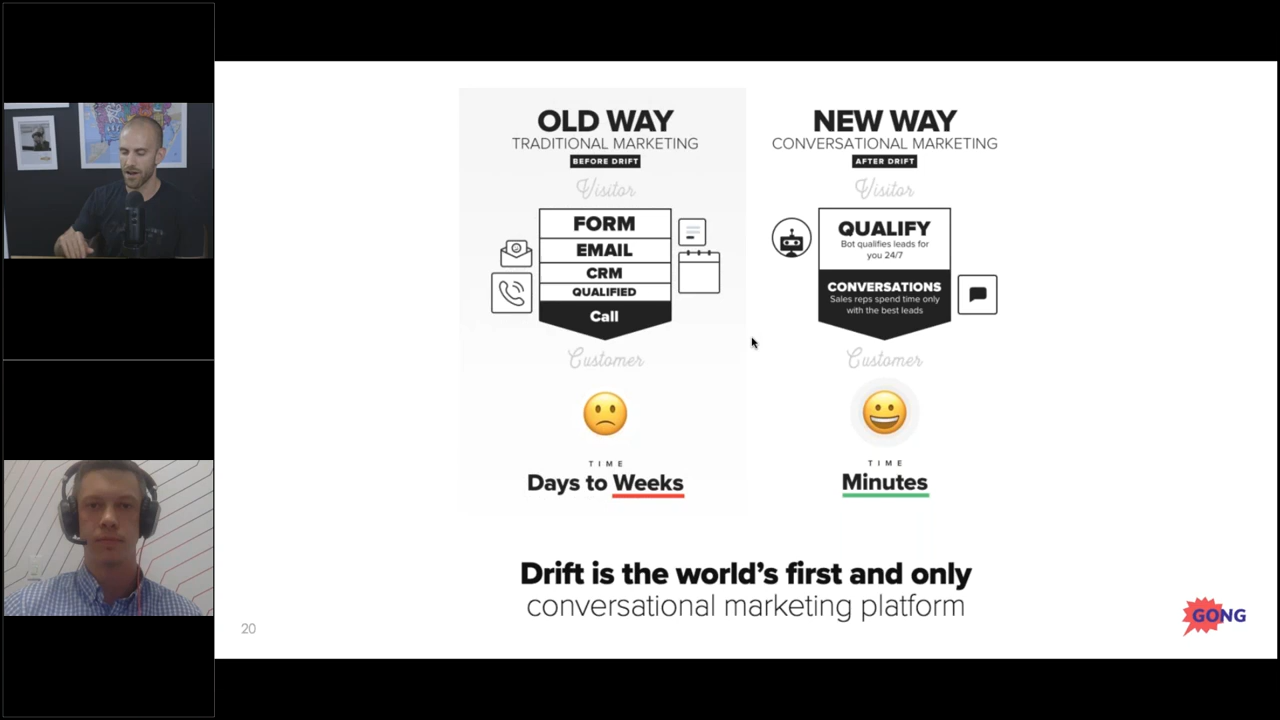 OLD WAY
TRADITIONAL MARKETING
BEFORE DRIFT
Visitor
FORM
EMAIL
CRM
QUALIFIED
Call
Customer
TIME
Days to Weeks
NEW WAY
CONVERSATIONAL MARKETING
AFTER DRIFT
Visitor
QUALIFY
Bot qualifies leads for
you 24/7
CONVERSATIONS
Sales reps spend time only
with the best leads
Customer
TIME
Minutes
Drift is the world's first and only
conversational marketing platform
20
GONG